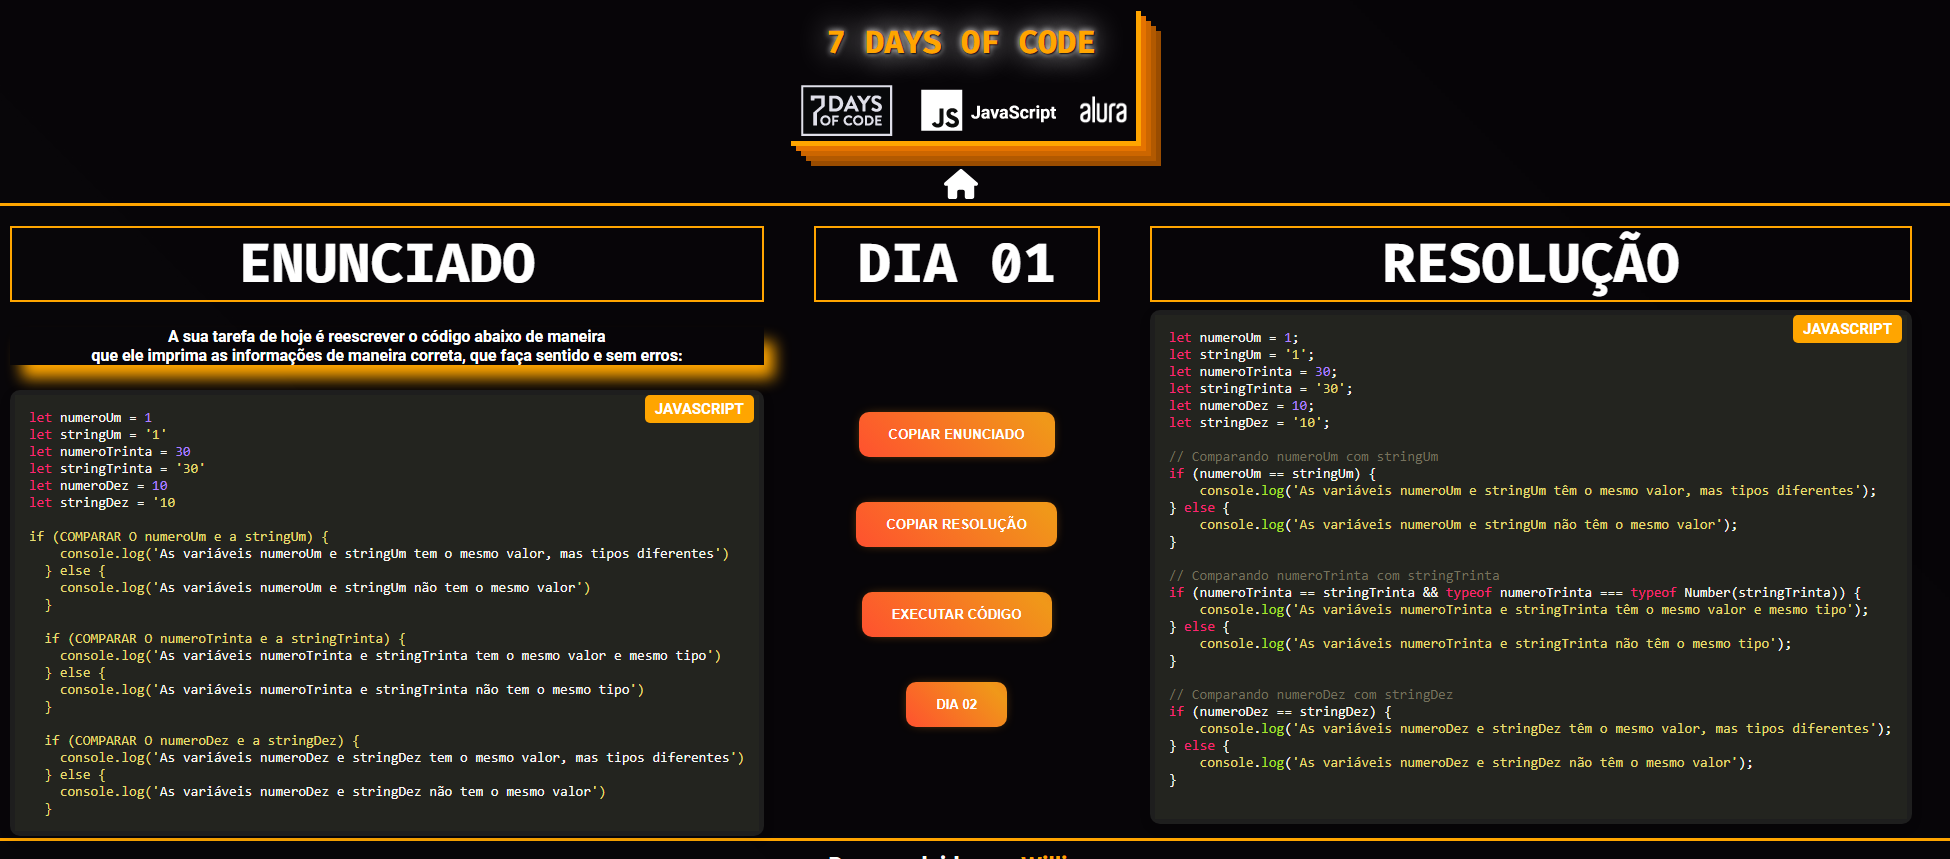 7 DAYS OF CODE
7DAYS
OF CODE
JS JavaScript
alura
ENUNCIADO
A sua tarefa de hoje é reescrever o código abaixo de maneira
que ele imprima as informações de maneira correta, que faça sentido e sem erros:
JAVASCRIPT
let numeroUm = 1
let stringUm = '1'
let numeroTrinta = 30
let stringTrinta = '30'
let numeroDez = 10
let stringDez = '10
if (COMPARAR O numeroUm e a stringUm) {
console.log('As variáveis numeroUm e stringUm tem o mesmo valor, mas tipos diferentes')
} else {
console.log('As variáveis numeroUm e stringUm não tem o mesmo valor')
}
if (COMPARAR O numeroTrinta e a stringTrinta) {
console.log('As variáveis numeroTrinta e stringTrinta tem o mesmo valor e mesmo tipo')
} else {
console.log('As variáveis numeroTrinta e stringTrinta não tem o mesmo tipo')
}
if (COMPARAR O numeroDez e a stringDez) {
console.log('As variáveis numeroDez e stringDez tem o mesmo valor, mas tipos diferentes')
} else {
console.log('As variáveis numeroDez e stringDez não tem o mesmo valor')
}
DIA 01
COPIAR ENUNCIADO
COPIAR RESOLUÇÃO
EXECUTAR CÓDIGO
DIA 02
RESOLUÇÃO
JAVASCRIPT
let numeroUm = 1;
let stringUm = '1';
let numeroTrinta = 30;
let stringTrinta = '30';
let numeroDez = 10;
let stringDez = '10';
// Comparando numeroUm com stringUm
if (numeroUm == stringUm) {
console.log('As variáveis numeroUm e stringUm têm o mesmo valor, mas tipos diferentes');
} else {
console.log('As variáveis numeroUm e stringUm não têm o mesmo valor');
}
// Comparando numeroTrinta com stringTrinta
if (numeroTrinta == stringTrinta && typeof numeroTrinta === typeof Number(stringTrinta)) {
console.log('As variáveis numeroTrinta e stringTrinta têm o mesmo valor e mesmo tipo');
} else {
console.log('As variáveis numeroTrinta e stringTrinta não têm o mesmo tipo');
}
// Comparando numeroDez com stringDez
if (numeroDez == stringDez) {
console.log('As variáveis numeroDez e stringDez têm o mesmo valor, mas tipos diferentes');
} else {
console.log('As variáveis numeroDez e stringDez não têm o mesmo valor');
}